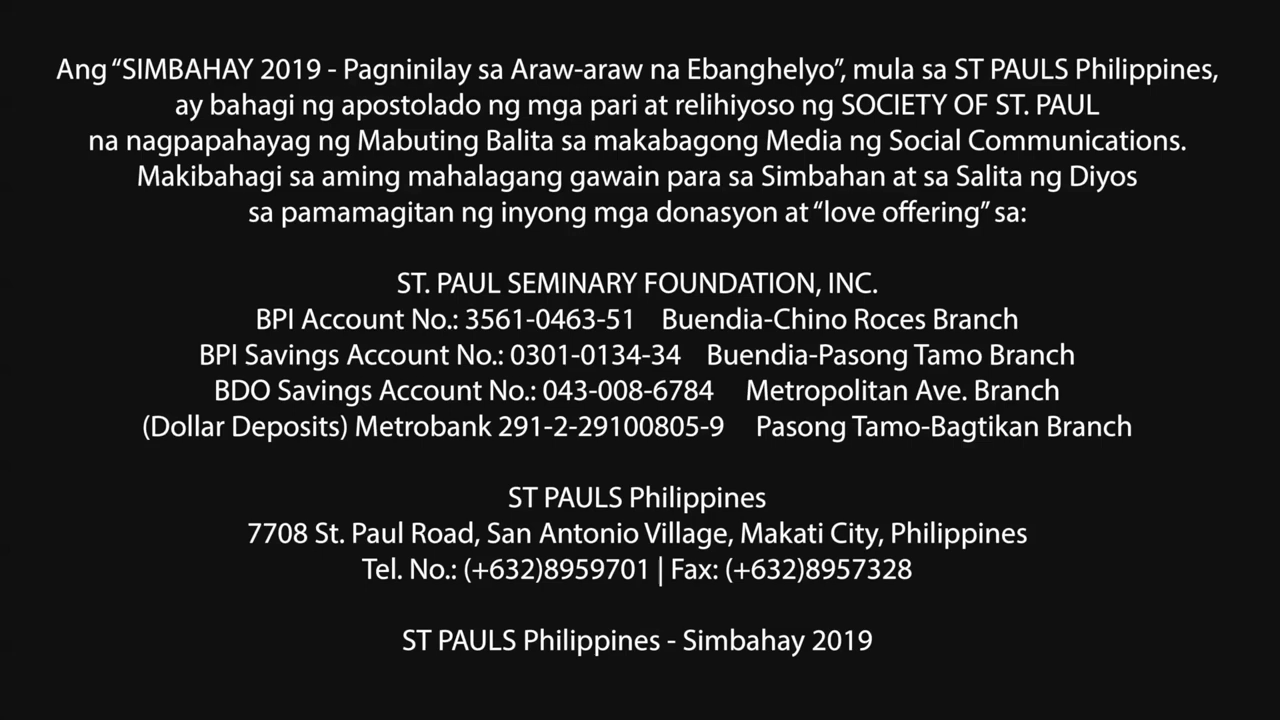 Ang “SIMBAHAY 2019 - Pagninilay sa Araw-araw na Ebanghelyo”, mula sa ST PAULS Philippines,
ay bahagi ng apostolado ng mga pari at relihiyoso ng SOCIETY OF ST. PAUL
na nagpapahayag ng Mabuting Balita sa makabagong Media ng Social Communications.
Makibahagi sa aming mahalagang gawain para sa Simbahan at sa Salita ng Diyos
sa pamamagitan ng inyong mga donasyon at “love offering” sa:
ST. PAUL SEMINARY FOUNDATION, INC.
BPI Account No.: 3561-0463-51 Buendia-Chino Roces Branch
BPI Savings Account No.: 0301-0134-34 Buendia-Pasong Tamo Branch
BDO Savings Account No.: 043-008-6784 Metropolitan Ave. Branch
(Dollar Deposits) Metrobank 291-2-29100805-9 Pasong Tamo-Bagtikan Branch
ST PAULS Philippines
7708 St. Paul Road, San Antonio Village, Makati City, Philippines
Tel. No.: (+632)8959701 | Fax: (+632)8957328
ST PAULS Philippines - Simbahay 2019